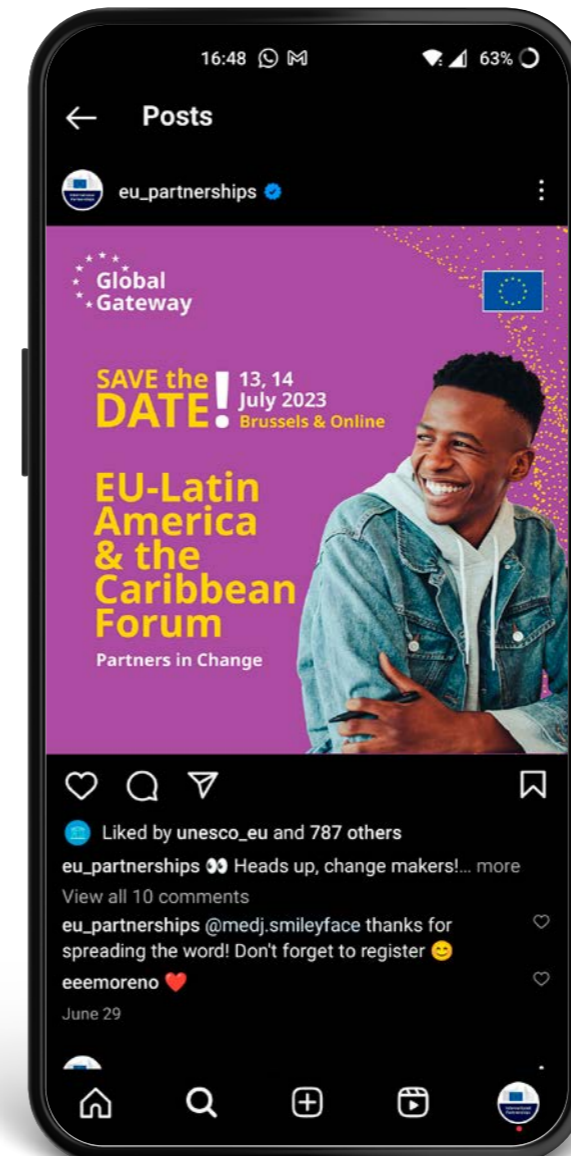 16:48 63%
Posts
eu_partnerships
Global
Gateway
SAVE the
DATE!
13, 14
July 2023
Brussels & Online
EU-Latin
America
& the
Caribbean
Forum
Partners in Change
Liked by unesco_eu and 787 others
eu_partnerships 👀 Heads up, change makers!... more
View all 10 comments
eu_partnerships @medj.smileyface thanks for
spreading the word! Don't forget to register 😊
eeemoreno ❤️
June 29